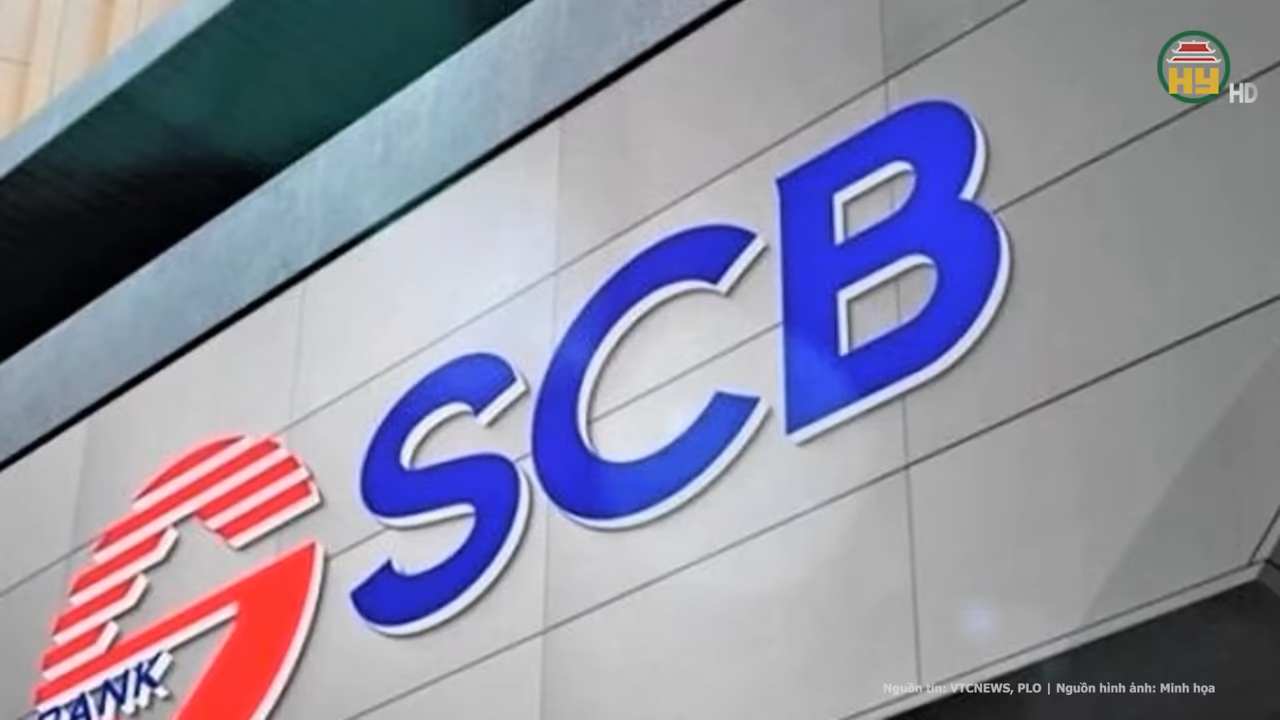 HY
HD
SCB
BANK
Nguồn tin: VTCNEWS, PLO | Nguồn hình ảnh: Minh họa